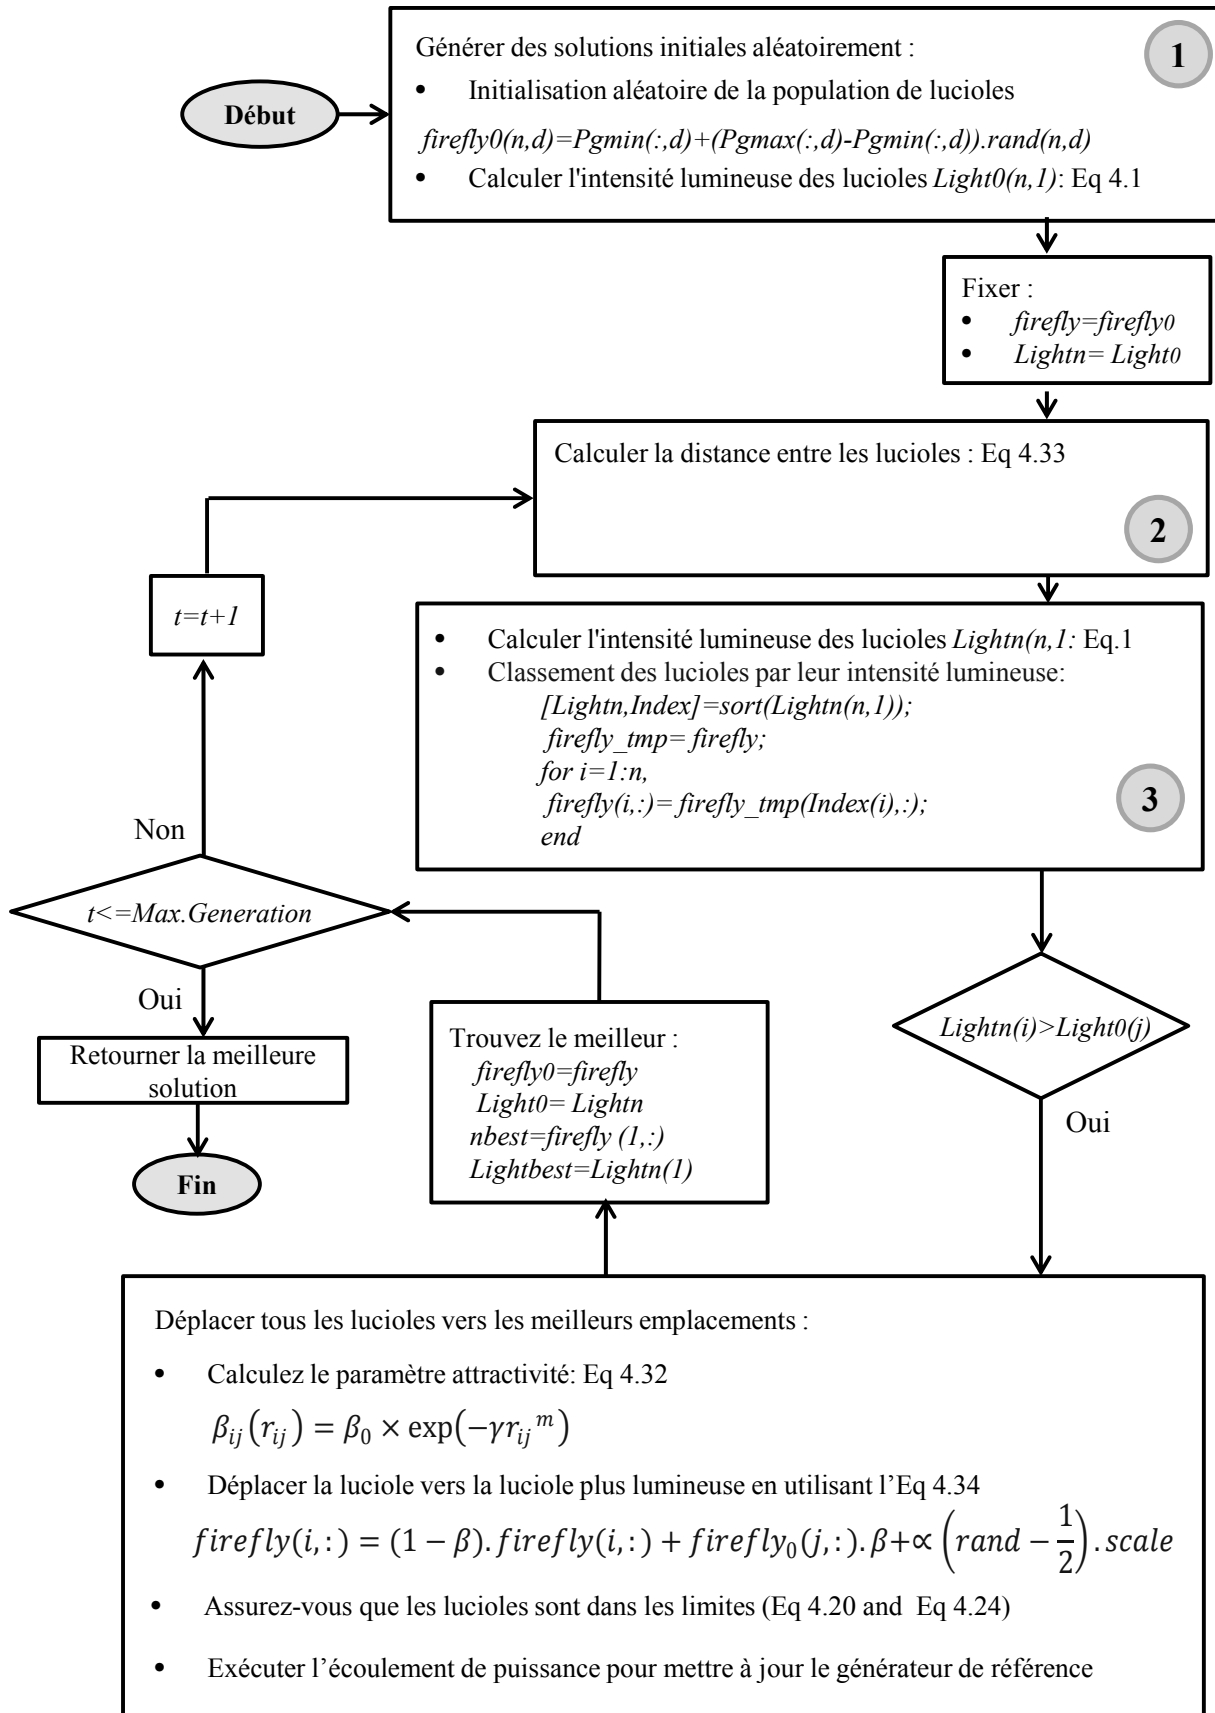 Début
1
Générer des solutions initiales aléatoirement :
• Initialisation aléatoire de la population de lucioles
firefly0(n,d)=Pgmin(:,d)+(Pgmax(:,d)-Pgmin(:,d)).rand(n,d)
• Calculer l'intensité lumineuse des lucioles Light0(n,1): Eq 4.1
Fixer :
• firefly=firefly0
• Lightn= Light0
Calculer la distance entre les lucioles : Eq 4.33
2
t=t+1
• Calculer l'intensité lumineuse des lucioles Lightn(n,1: Eq.1
• Classement des lucioles par leur intensité lumineuse:
[Lightn,Index]=sort(Lightn(n,1));
firefly_tmp= firefly;
for i=1:n,
firefly(i,:)= firefly_tmp(Index(i),:);
end
3
Non
t<=Max.Generation
Oui
Retourner la meilleure
solution
Fin
Lightn(i)>Light0(j)
Oui
Trouvez le meilleur :
firefly0=firefly
Light0= Lightn
nbest=firefly (1,:)
Lightbest=Lightn(1)
Déplacer tous les lucioles vers les meilleurs emplacements :
• Calculez le paramètre attractivité: Eq 4.32
β_ij(r_ij) = β_0 × exp(−γr_ij^m)
• Déplacer la luciole vers la luciole plus lumineuse en utilisant l’Eq 4.34
firefly(i,:) = (1 − β).firefly(i,:) + firefly_0(j,:).β+∝ (rand − 1/2).scale
• Assurez-vous que les lucioles sont dans les limites (Eq 4.20 and Eq 4.24)
• Exécuter l’écoulement de puissance pour mettre à jour le générateur de référence